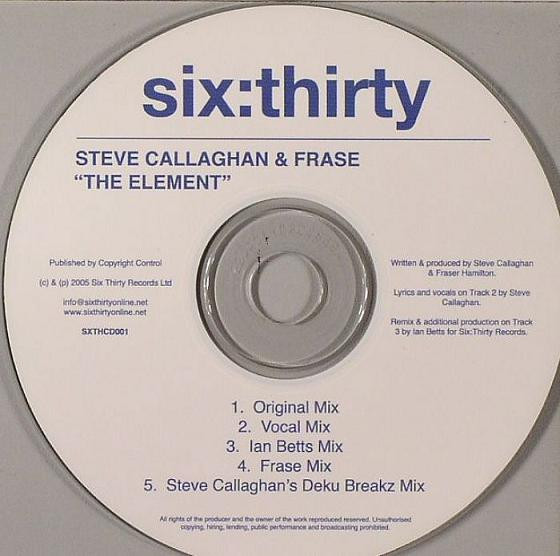 six:thirty
STEVE CALLAGHAN & FRASE
“THE ELEMENT”
Published by Copyright Control
(c) & (p) 2005 Six Thirty Records Ltd
info@sixthirtyonline.net
www.sixthirtyonline.net
SXTHCD001
Written & produced by Steve Callaghan
& Fraser Hamilton.
Lyrics and vocals on Track 2 by Steve
Callaghan.
Remix & additional production on Track
3 by Ian Betts for Six:Thirty Records.
1. Original Mix
2. Vocal Mix
3. Ian Betts Mix
4. Frase Mix
5. Steve Callaghan's Deku Breakz Mix
All rights of the producer and the owner of the work reproduced reserved. Unauthorised
copying, hiring, lending, public performance and broadcasting prohibited.